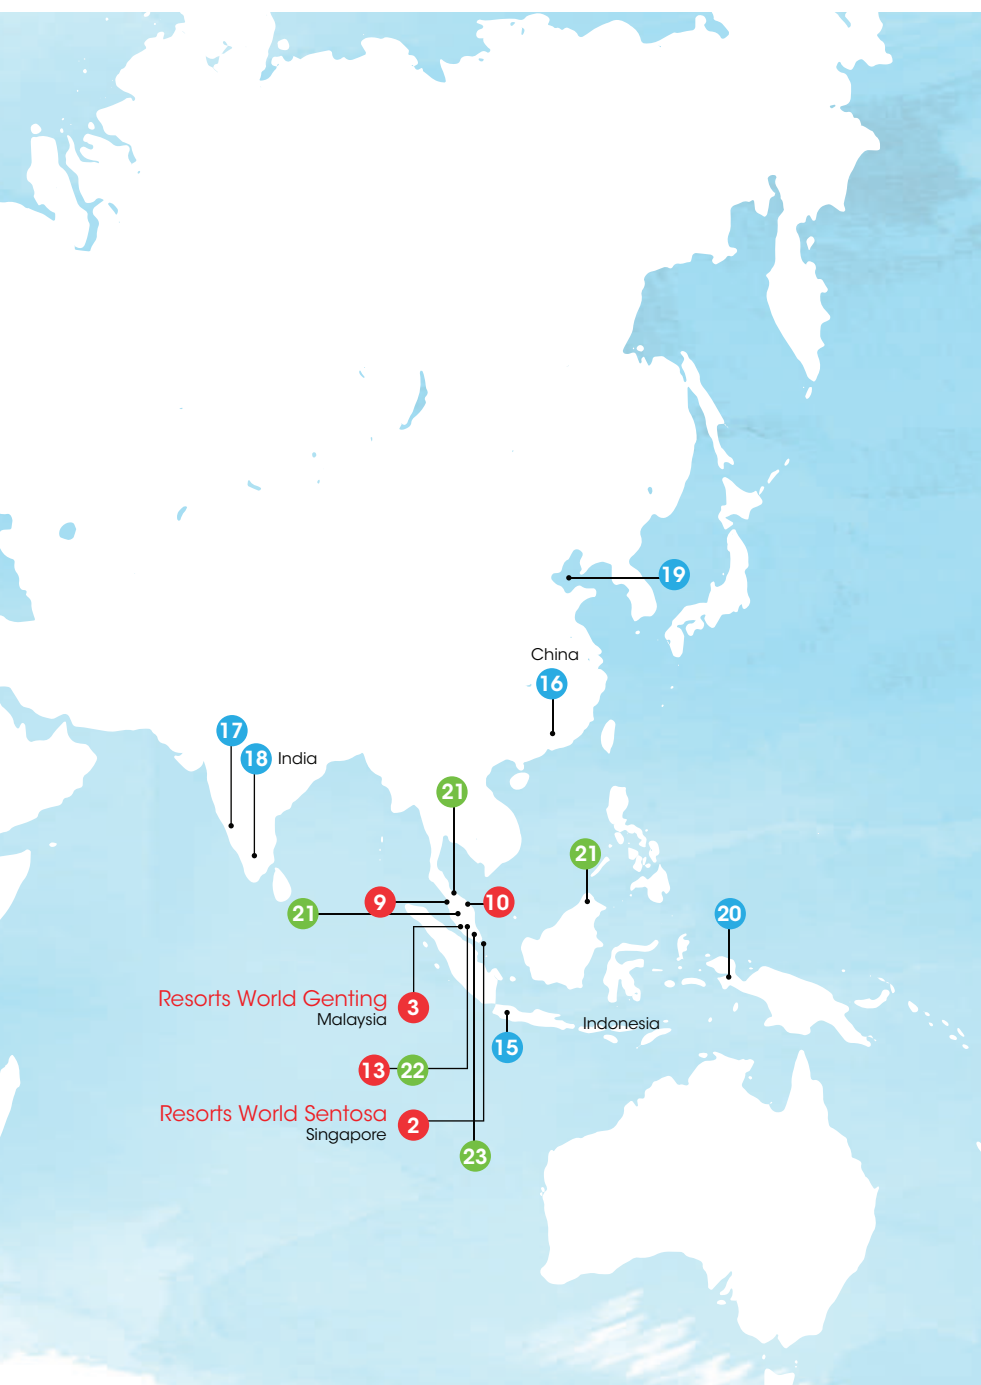 19
China
16
17
18 India
21
21
9
10
21
20
Resorts World Genting
Malaysia
3
Indonesia
15
13 22
Resorts World Sentosa
Singapore
2
23